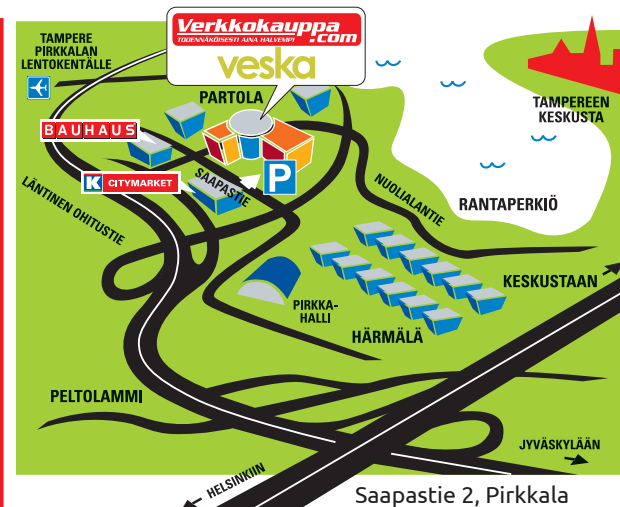 Verkkokauppa
.com
TODENNÄKÖISESTI AINA HALVEMPI
veska
TAMPERE
PIRKKALAN
LENTOKENTÄLLE
PARTOLA
TAMPEREEN
KESKUSTA
BAUHAUS
K CITYMARKET
SAAPASTIE
P
NUOLIALANTIE
RANTAPERKIÖ
LÄNTINEN OHITUSTIE
KESKUSTAAN
PIRKKA-
HALLI
HÄRMÄLÄ
PELTOLAMMI
JYVÄSKYLÄÄN
HELSINKIIN
Saapastie 2, Pirkkala